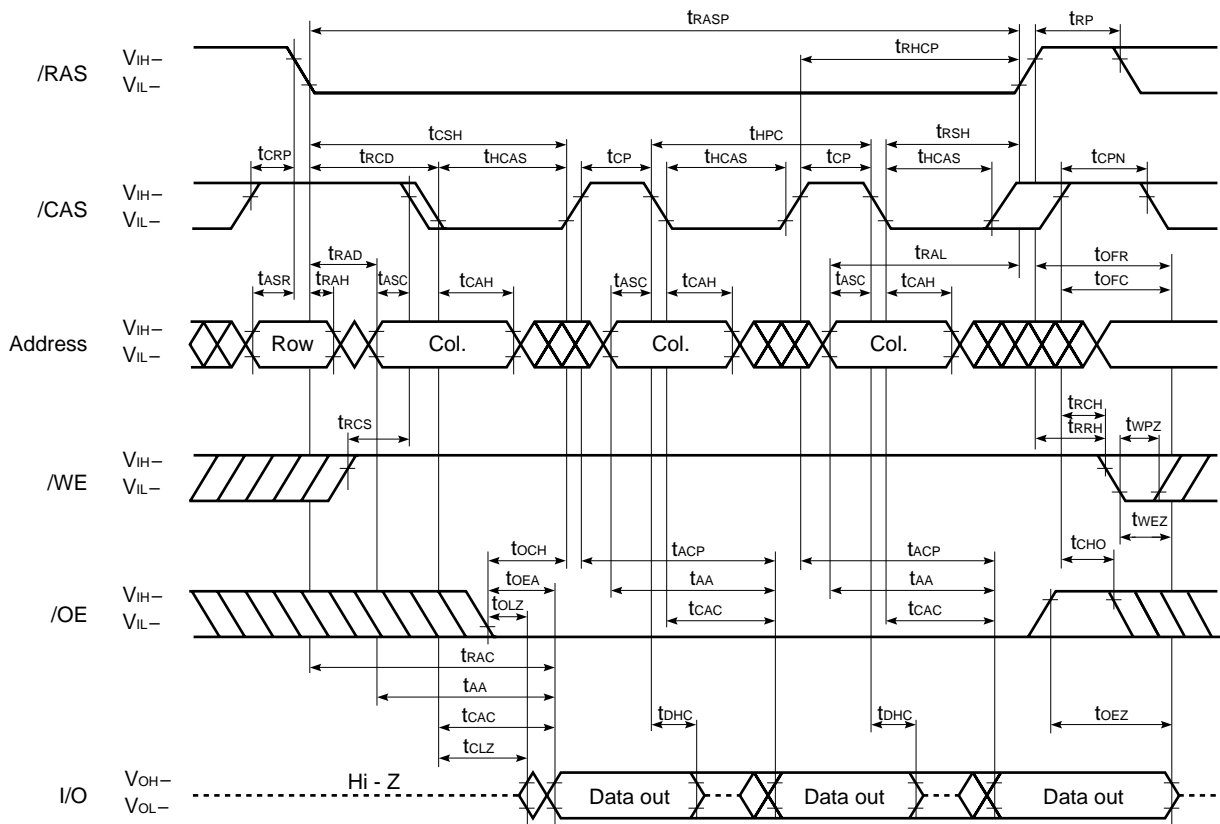 tRASP
tRP
tRHCP
/RAS
VIH–
VIL–
tCSH
tHPC
tRSH
tCRP
tRCD
tHCAS
tCP
tHCAS
tCP
tHCAS
tCPN
/CAS
VIH–
VIL–
tRAD
tRAL
tOFR
tASR
tRAH
tASC
tCAH
tASC
tCAH
tASC
tCAH
tOFC
Address
VIH–
VIL–
Row
Col.
Col.
Col.
tRCH
tRCS
tRRH
tWPZ
/WE
VIH–
VIL–
tWEZ
tOCH
tACP
tACP
tCHO
tOEA
tAA
tAA
/OE
VIH–
VIL–
tOLZ
tCAC
tCAC
tRAC
tAA
tCAC
tDHC
tDHC
tOEZ
tCLZ
I/O
VOH–
VOL–
Hi - Z
Data out
Data out
Data out